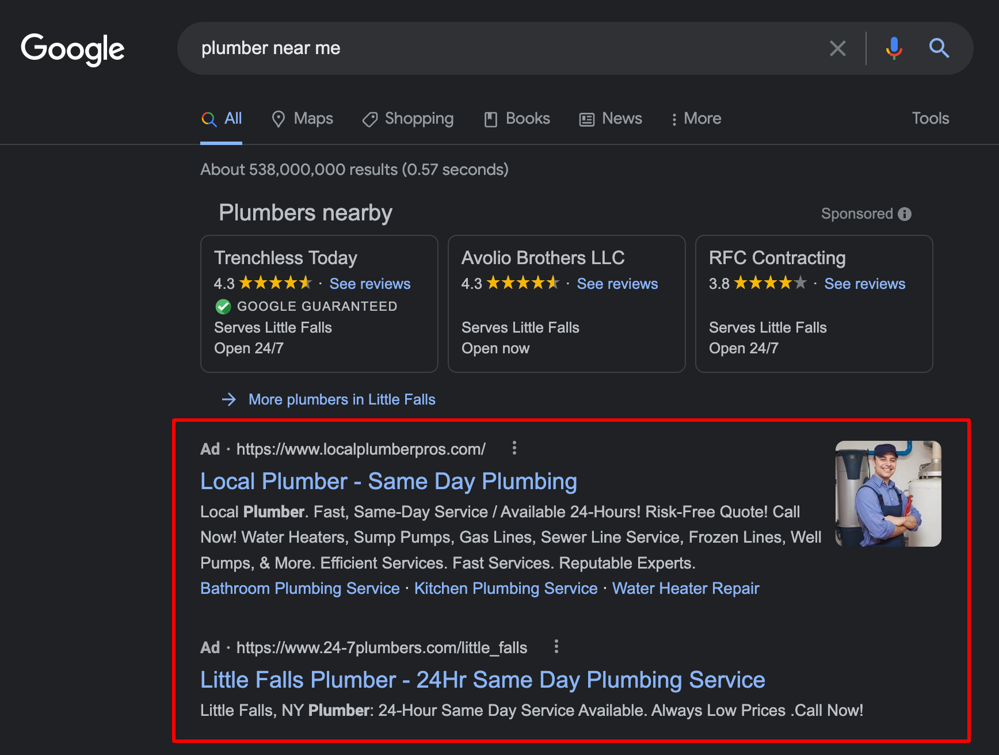 Google
plumber near me
All
Maps
Shopping
Books
News
More
Tools
About 538,000,000 results (0.57 seconds)
Plumbers nearby
Sponsored
Trenchless Today
4.3 · See reviews
GOOGLE GUARANTEED
Serves Little Falls
Open 24/7
Avolio Brothers LLC
4.3 · See reviews
Serves Little Falls
Open now
RFC Contracting
3.8 · See reviews
Serves Little Falls
Open 24/7
More plumbers in Little Falls
Ad · https://www.localplumberpros.com/
Local Plumber - Same Day Plumbing
Local Plumber. Fast, Same-Day Service / Available 24-Hours! Risk-Free Quote! Call
Now! Water Heaters, Sump Pumps, Gas Lines, Sewer Line Service, Frozen Lines, Well
Pumps, & More. Efficient Services. Fast Services. Reputable Experts.
Bathroom Plumbing Service · Kitchen Plumbing Service · Water Heater Repair
Ad · https://www.24-7plumbers.com/little_falls
Little Falls Plumber - 24Hr Same Day Plumbing Service
Little Falls, NY Plumber: 24-Hour Same Day Service Available. Always Low Prices .Call Now!